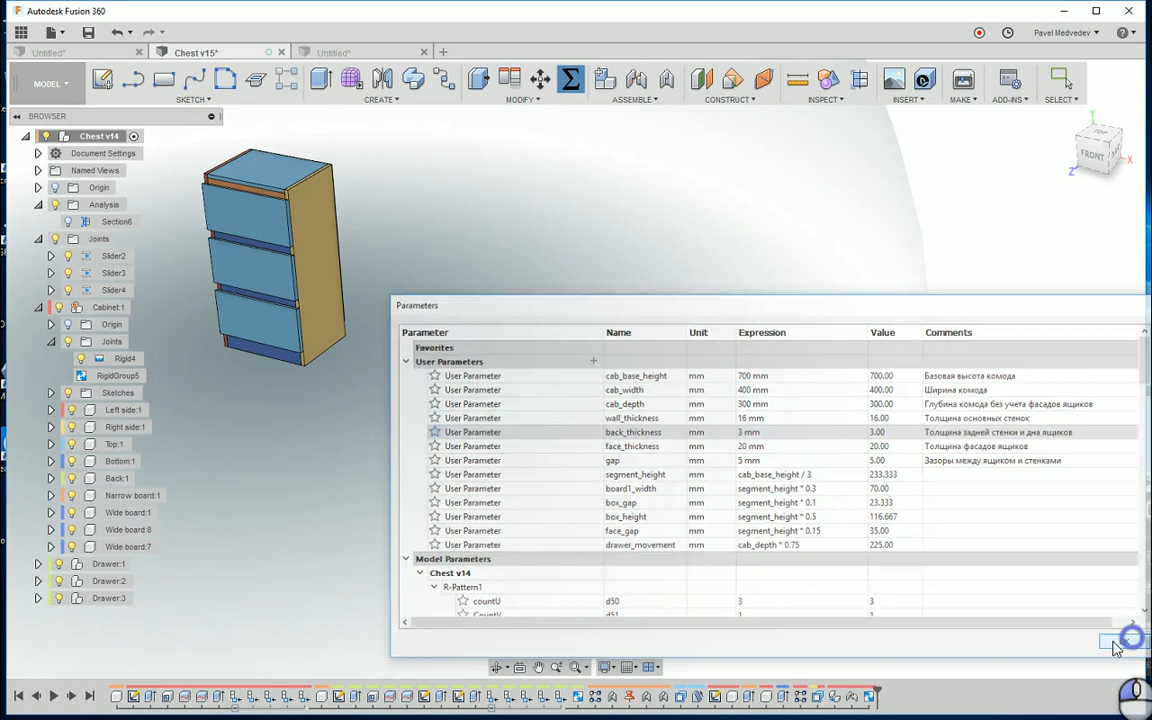 Autodesk Fusion 360
Pavel Medvedev
Untitled*
Chest v15*
Untitled*
MODEL
SKETCH
CREATE
MODIFY
ASSEMBLE
CONSTRUCT
INSPECT
INSERT
MAKE
ADD-INS
SELECT
BROWSER
Chest v14
Document Settings
Named Views
Origin
Analysis
Section6
Joints
Slider2
Slider3
Slider4
Cabinet:1
Origin
Joints
Rigid4
RigidGroup5
Sketches
Left side:1
Right side:1
Top:1
Bottom:1
Back:1
Narrow board:1
Wide board:1
Wide board:8
Wide board:7
Drawer:1
Drawer:2
Drawer:3
Y
TOP
FRONT
X
Z
Parameters
Parameter Name Unit Expression Value Comments
Favorites
User Parameters
User Parameter cab_base_height mm 700 mm 700.00 Базовая высота комода
User Parameter cab_width mm 400 mm 400.00 Ширина комода
User Parameter cab_depth mm 300 mm 300.00 Глубина комода без учета фасадов ящиков
User Parameter wall_thickness mm 16 mm 16.00 Толщина основных стенок
User Parameter back_thickness mm 3 mm 3.00 Толщина задней стенки и дна ящиков
User Parameter face_thickness mm 20 mm 20.00 Толщина фасадов ящиков
User Parameter gap mm 5 mm 5.00 Зазоры между ящиком и стенками
User Parameter segment_height mm cab_base_height / 3 233.333
User Parameter board1_width mm segment_height * 0.3 70.00
User Parameter box_gap mm segment_height * 0.1 23.333
User Parameter box_height mm segment_height * 0.5 116.667
User Parameter face_gap mm segment_height * 0.15 35.00
User Parameter drawer_movement mm cab_depth * 0.75 225.00
Model Parameters
Chest v14
R-Pattern1
countU d50 3 3
CountV d51 1 1